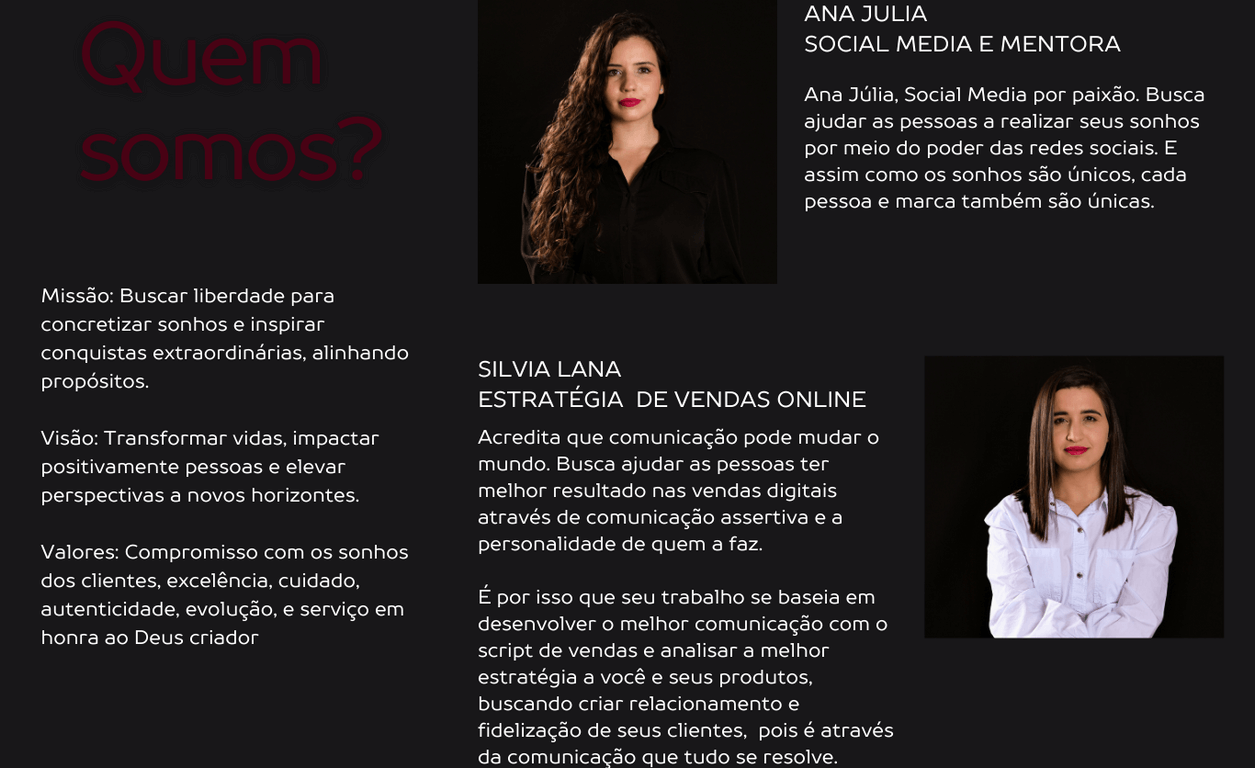 Quem
somos?
Missão: Buscar liberdade para
concretizar sonhos e inspirar
conquistas extraordinárias, alinhando
propósitos.
Visão: Transformar vidas, impactar
positivamente pessoas e elevar
perspectivas a novos horizontes.
Valores: Compromisso com os sonhos
dos clientes, excelência, cuidado,
autenticidade, evolução, e serviço em
honra ao Deus criador
ANA JULIA
SOCIAL MEDIA E MENTORA
Ana Júlia, Social Media por paixão. Busca
ajudar as pessoas a realizar seus sonhos
por meio do poder das redes sociais. E
assim como os sonhos são únicos, cada
pessoa e marca também são únicas.
SILVIA LANA
ESTRATÉGIA  DE VENDAS ONLINE
Acredita que comunicação pode mudar o
mundo. Busca ajudar as pessoas ter
melhor resultado nas vendas digitais
através de comunicação assertiva e a
personalidade de quem a faz.
É por isso que seu trabalho se baseia em
desenvolver o melhor comunicação com o
script de vendas e analisar a melhor
estratégia a você e seus produtos,
buscando criar relacionamento e
fidelização de seus clientes,  pois é através
da comunicação que tudo se resolve.